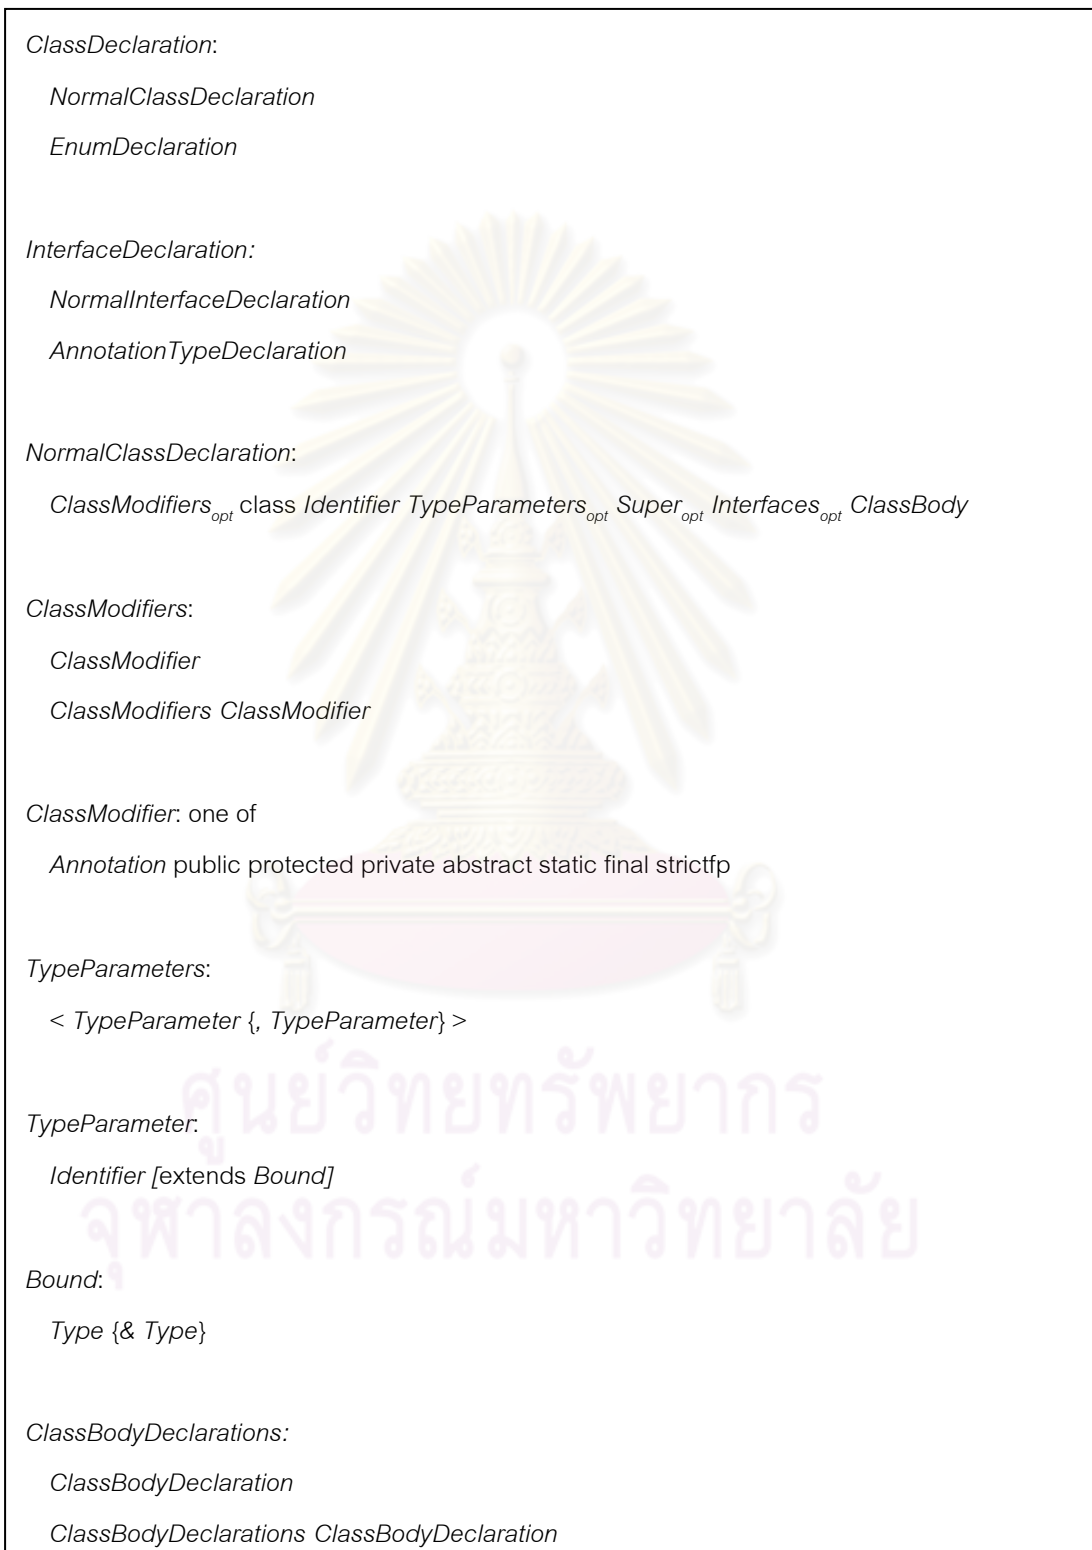 ClassDeclaration:
NormalClassDeclaration
EnumDeclaration
InterfaceDeclaration:
NormalInterfaceDeclaration
AnnotationTypeDeclaration
NormalClassDeclaration:
ClassModifiersopt class Identifier TypeParametersopt Superopt Interfacesopt ClassBody
ClassModifiers:
ClassModifier
ClassModifiers ClassModifier
ClassModifier: one of
Annotation public protected private abstract static final strictfp
TypeParameters:
< TypeParameter {, TypeParameter} >
ศูนย์วิทยทรัพยากร
TypeParameter:
Identifier [extends Bound]
จุฬาลงกรณ์มหาวิทยาลัย
Bound:
Type {& Type}
ClassBodyDeclarations:
ClassBodyDeclaration
ClassBodyDeclarations ClassBodyDeclaration